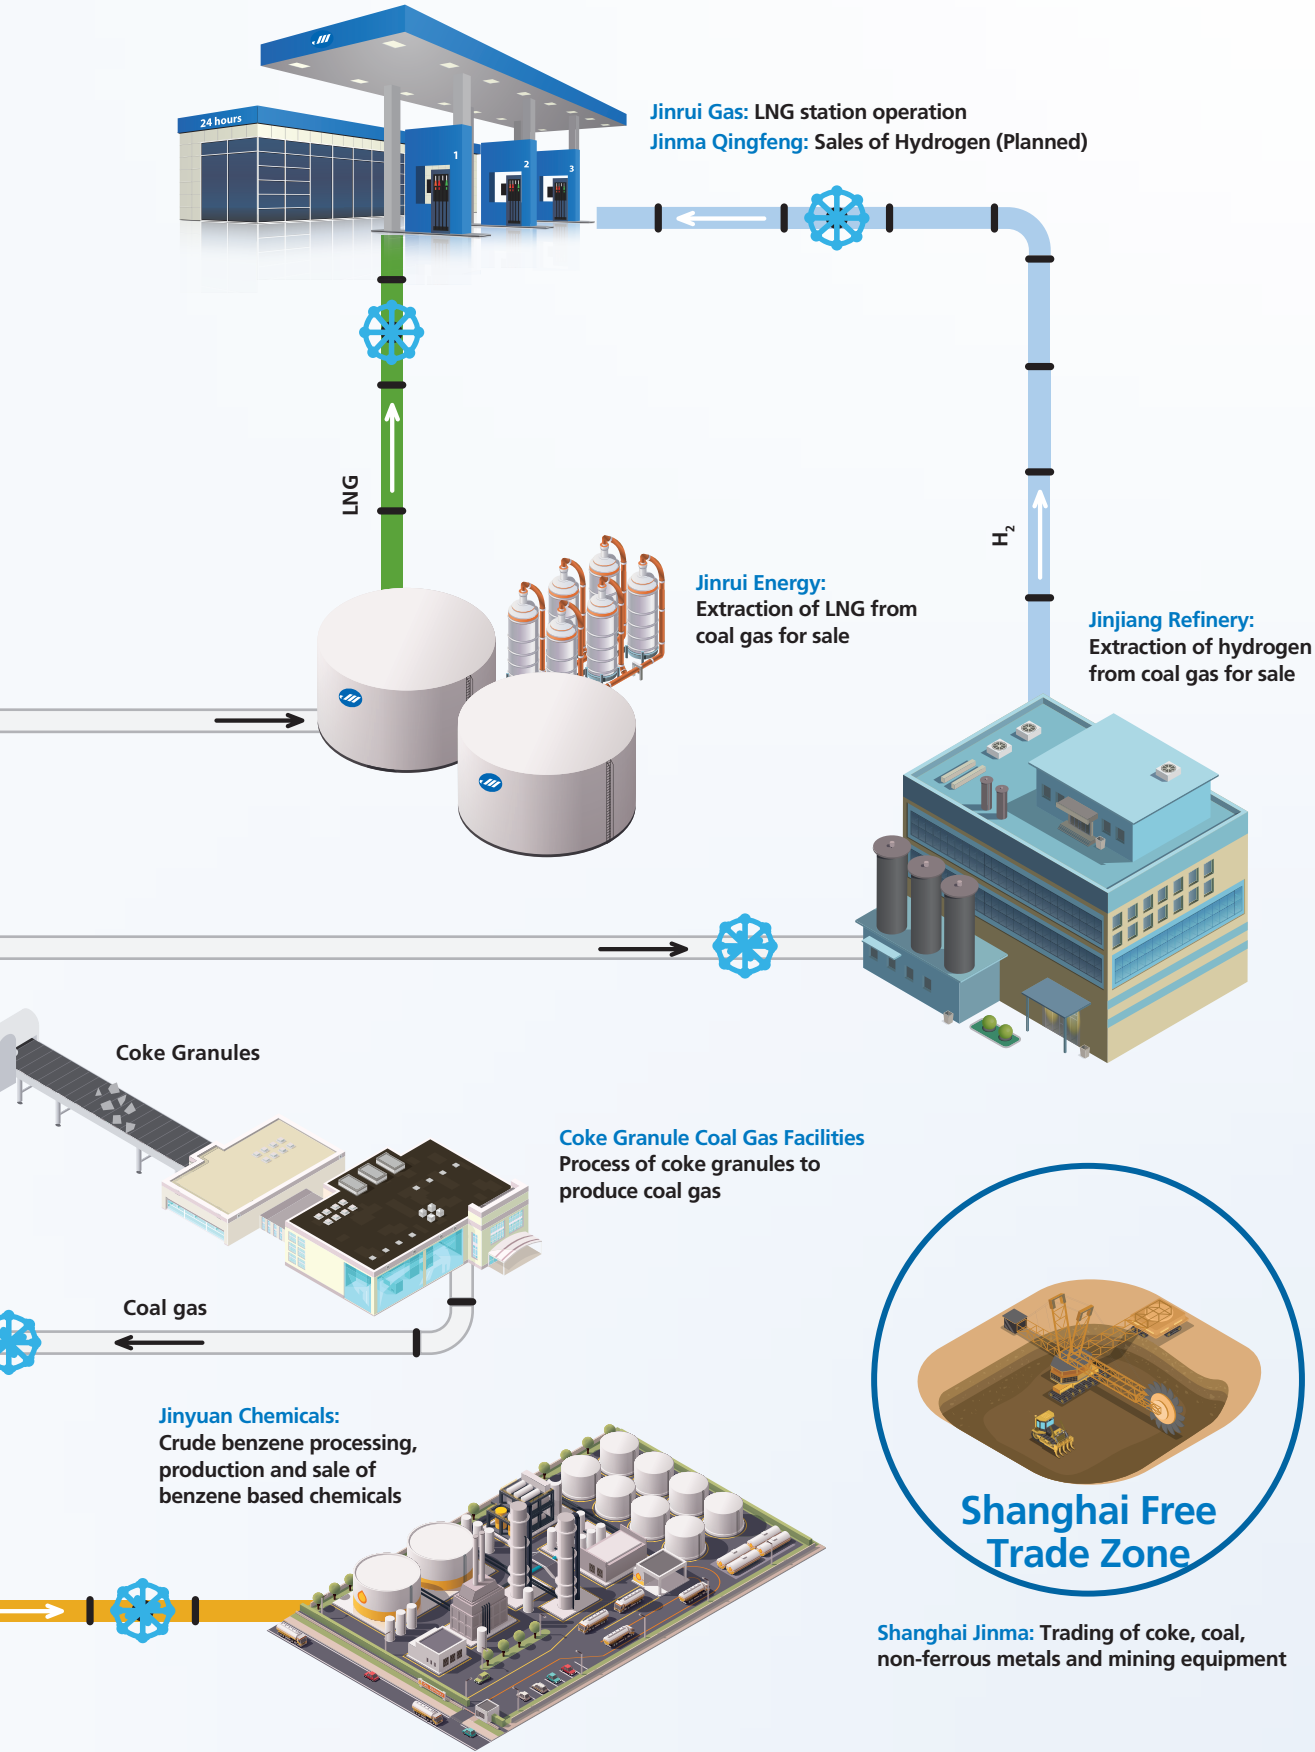 24 hours
1
2
3
Jinrui Gas: LNG station operation
Jinma Qingfeng: Sales of Hydrogen (Planned)
LNG
H₂
Jinrui Energy:
Extraction of LNG from
coal gas for sale
Jinjiang Refinery:
Extraction of hydrogen
from coal gas for sale
Coke Granules
Coke Granule Coal Gas Facilities
Process of coke granules to
produce coal gas
Coal gas
Jinyuan Chemicals:
Crude benzene processing,
production and sale of
benzene based chemicals
Shanghai Free
Trade Zone
Shanghai Jinma: Trading of coke, coal,
non-ferrous metals and mining equipment